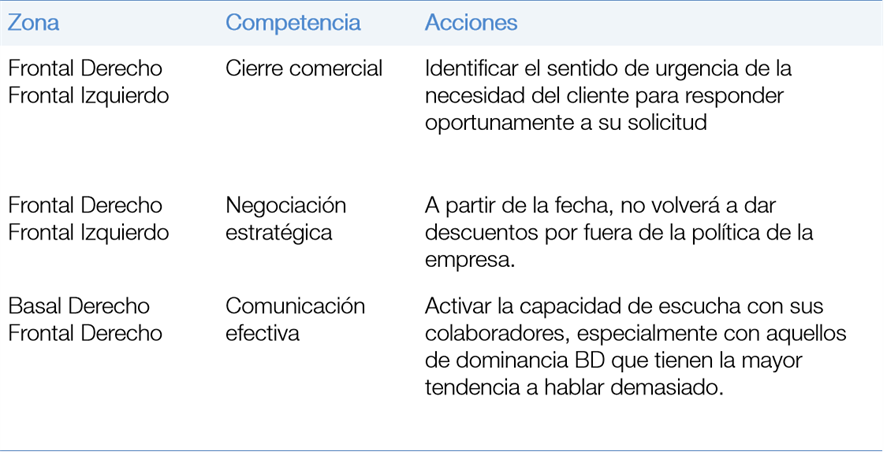 Zona Competencia Acciones
Frontal Derecho Cierre comercial Identificar el sentido de urgencia de la
Frontal Izquierdo necesidad del cliente para responder
oportunamente a su solicitud
Frontal Derecho Negociación A partir de la fecha, no volverá a dar
Frontal Izquierdo estratégica descuentos por fuera de la política de la
empresa.
Basal Derecho Comunicación Activar la capacidad de escucha con sus
Frontal Derecho efectiva colaboradores, especialmente con aquellos
de dominancia BD que tienen la mayor
tendencia a hablar demasiado.